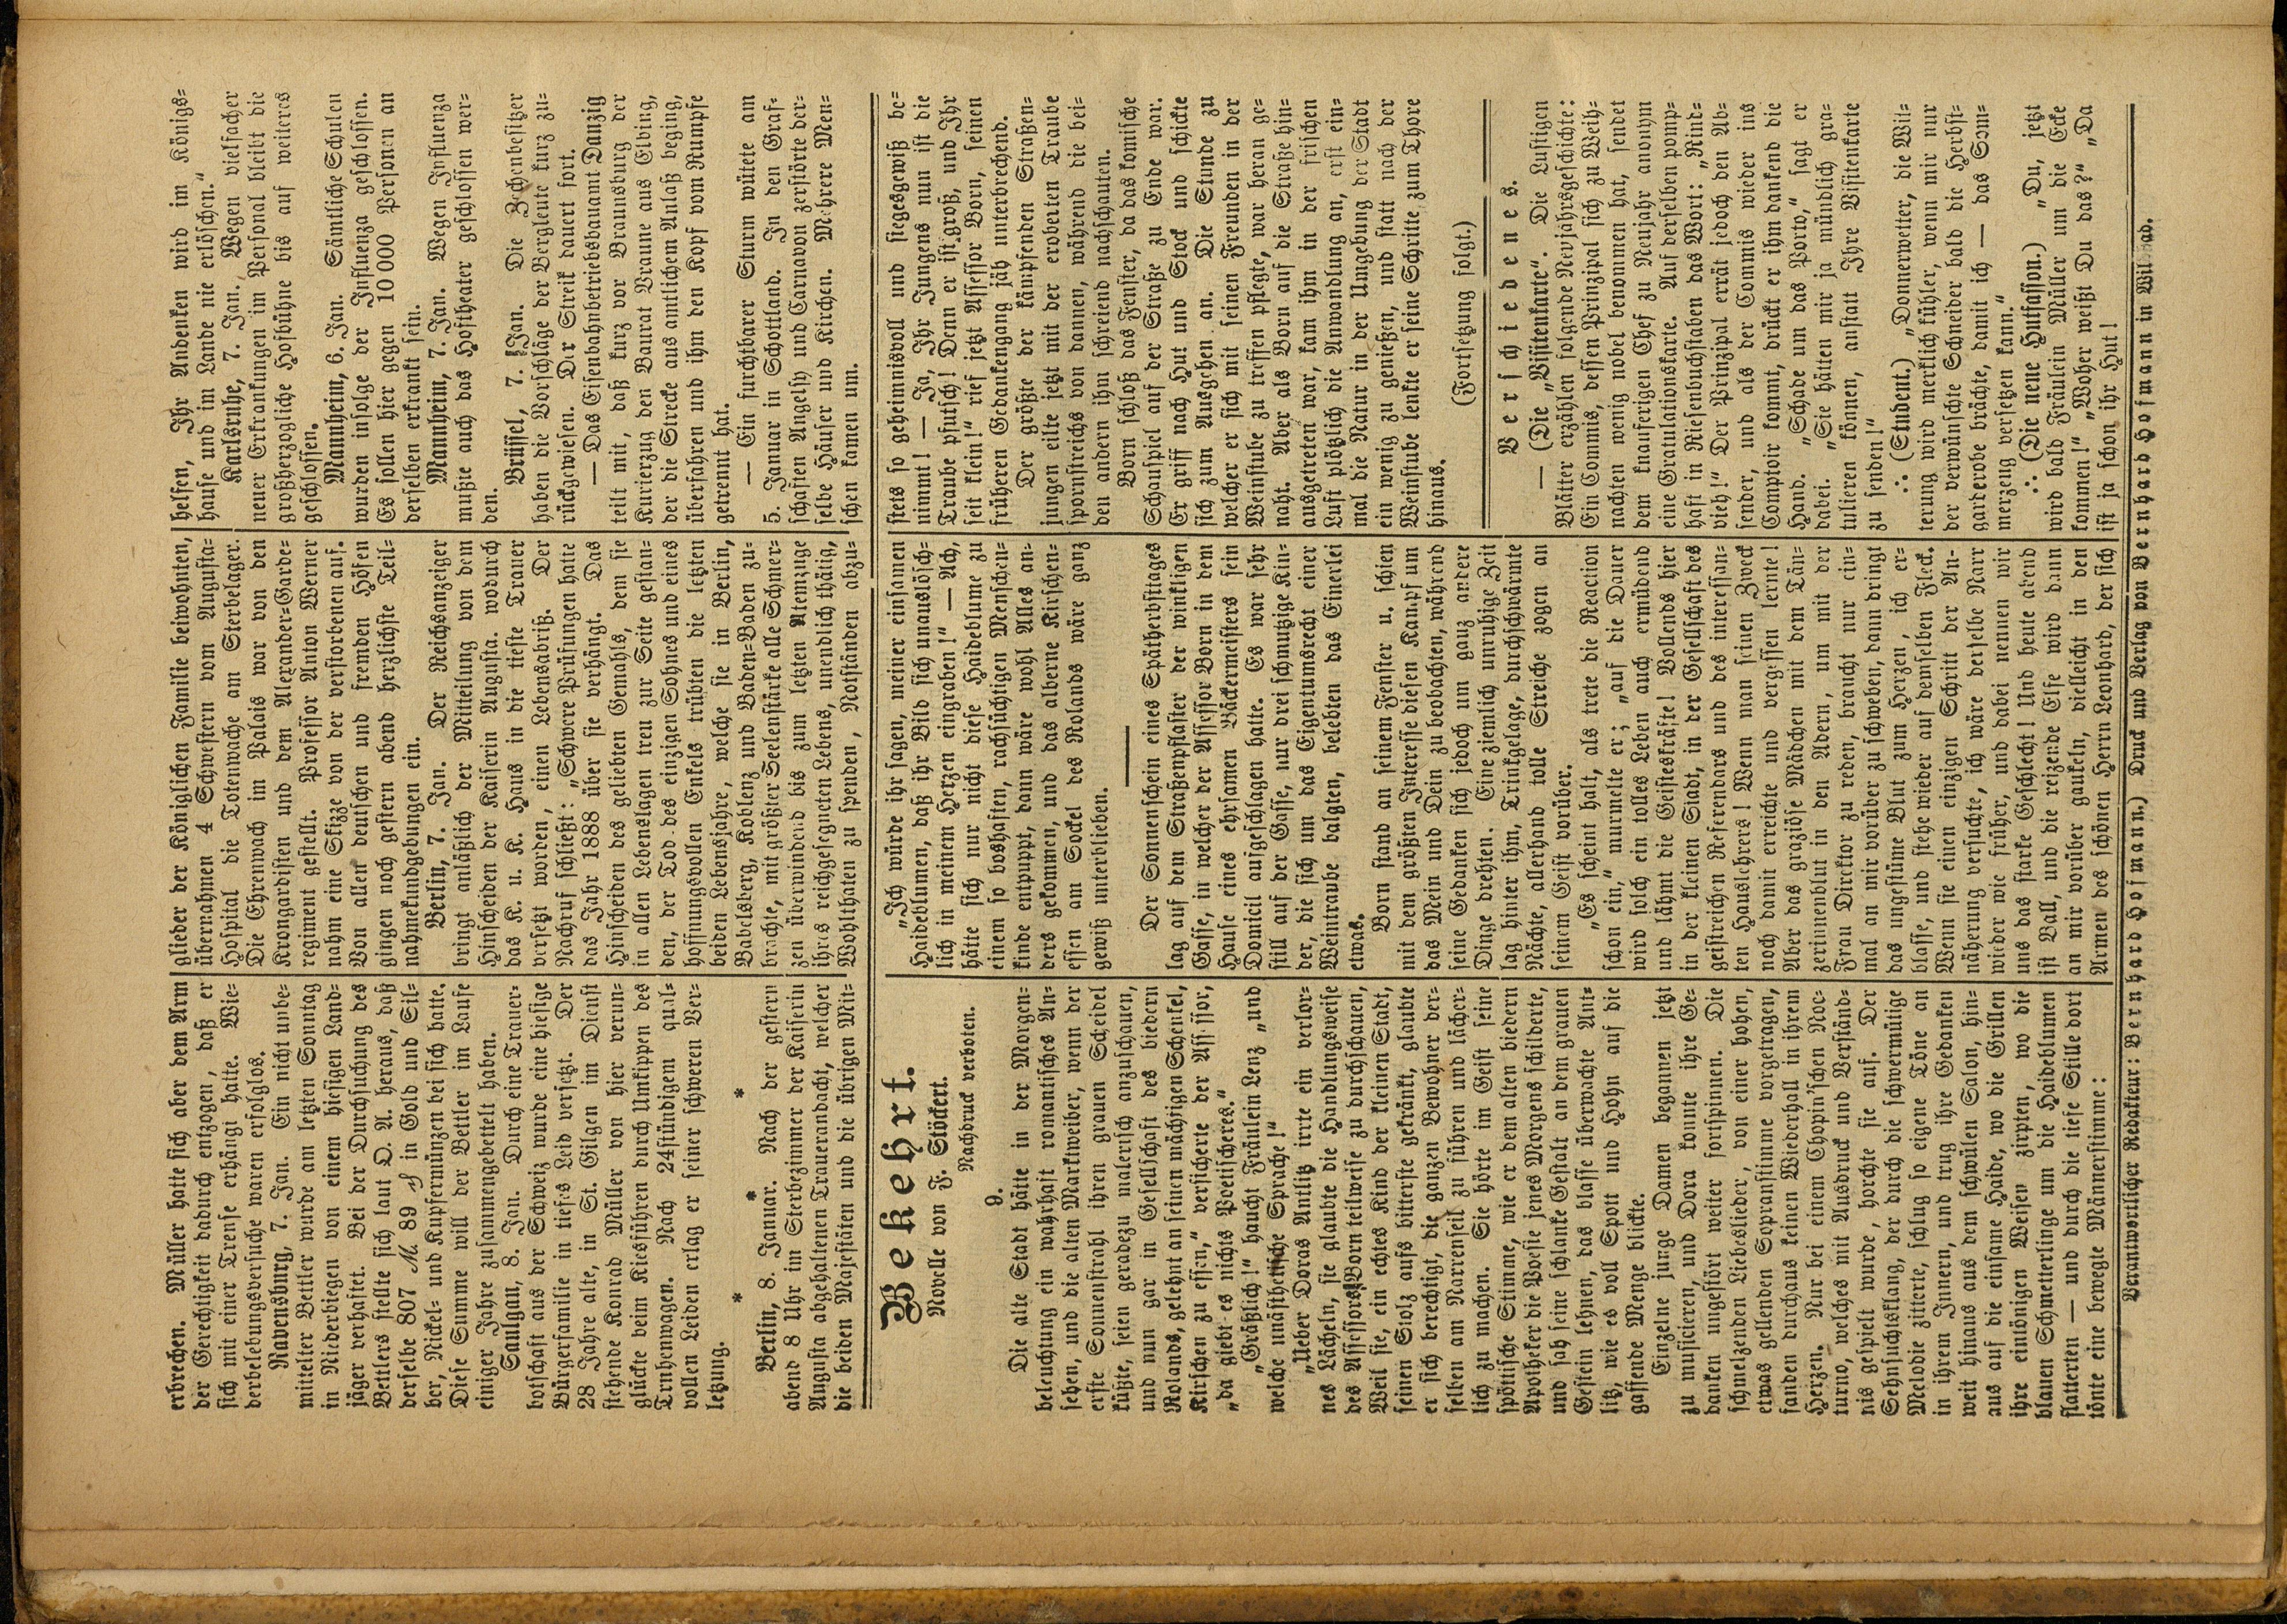 erbrechen. Müller hatte sich aber dem Arm
der Gerechtigkeit dadurch entzogen, daß er
sich mit einer Trense erhängt hatte. Wie-
derbelebungsversuche waren erfolglos.
Ravensburg, 7. Jan. Ein nicht unbe-
mittelter Bettler wurde am letzten Sonntag
in Niederbiegen von einem hiesigen Land-
jäger verhaftet. Bei der Durchsuchung des
Bettlers stellte sich laut O. A. heraus, daß
derselbe 807 M. 89 ₰ in Gold und Sil-
ber, Nickel- und Kupfermünzen bei sich hatte.
Diese Summe will der Bettler im Laufe
einiger Jahre zusammengebettelt haben.
Saulgau, 8. Jan. Durch eine Trauer-
botschaft aus der Schweiz wurde eine hiesige
Bürgerfamilie in tiefes Leid versetzt. Der
28 Jahre alte, in St. Gilgen im Dienst
stehende Konrad Müller von hier verun-
glückte beim Kiesführen durch Umkippen des
Truhenwagen. Nach 24stündigem qual-
vollen Leiden erlag er seiner schweren Ver-
letzung.
* * *
Berlin, 8. Januar. Nach der gestern
abend 8 Uhr im Sterbezimmer der Kaiserin
Augusta abgehaltenen Trauerandacht, welcher
die beiden Majestäten und die übrigen Mit-
glieder der Königlichen Familie beiwohnten,
übernahmen 4 Schwestern vom Augusta-
Hospital die Totenwache am Sterbelager.
Die Ehrenwach im Palais war von den
Krongardisten und dem Alexander-Garde-
regiment gestellt. Professor Anton Werner
nahm eine Skizze von der verstorbenen auf.
Von allen deutschen und fremden Höfen
gingen noch gestern abend herzlichste Teil-
nahmekundgebungen ein.
Berlin, 7. Jan. Der Reichsanzeiger
bringt anläßlich der Mitteilung von dem
Hinscheiden der Kaiserin Augusta, wodurch
das K. u. K. Haus in die tiefste Trauer
versetzt worden, einen Lebensabriß. Der
Nachruf schließt: „Schwere Prüfungen hatte
das Jahr 1888 über sie verhängt. Das
Hinscheiden des geliebten Gemahls, dem sie
in allen Lebenslagen treu zur Seite gestan-
den, der Tod des einzigen Sohnes und eines
hoffnungsvollen Enkels trübten die letzten
beiden Lebensjahre, welche sie in Berlin,
Babelsberg, Koblenz und Baden-Baden zu-
brachte, mit größter Seelenstärke alle Schmer-
zen überwindend bis zum letzten Atemzuge
ihres reichgesegneten Lebens, unendlich thätig,
Wohlthaten zu spenden, Notständen abzu-
helfen, Ihr Andenken wird im Königs-
hause und im Lande nie erlöschen.“
Karlsruhe, 7. Jan. Wegen vielfacher
neuer Erkrankungen im Personal bleibt die
großherzogliche Hofbühne bis auf weiteres
geschlossen.
Mannheim, 6. Jan. Sämtliche Schulen
wurden infolge der Influenza geschlossen.
Es sollen hier gegen 10 000 Personen an
derselben erkrankt sein.
Mannheim, 7. Jan. Wegen Influenza
mußte auch das Hoftheater geschlossen wer-
den.
Brüssel, 7. Jan. Die Zechenbesitzer
haben die Vorschläge der Bergleute kurz zu-
rückgewiesen. Der Streik dauert fort.
— Das Eisenbahnbetriebsbauamt Danzig
teilt mit, daß kurz vor Braunsburg der
Kurierzug den Baurat Braune aus Elbing,
der die Strecke aus amtlichem Anlaß beging,
überfahren und ihm den Kopf vom Rumpfe
getrennt hat.
— Ein furchtbarer Sturm wütete am
5. Januar in Schottland. In den Graf-
schaften Angelsy und Carnavon zerstörte der-
selbe Häuser und Kirchen. Mehrere Men-
schen kamen um.
Bekehrt.
Novelle von F. Stöckert.
Nachdruck verboten.
9.
Die alte Stadt hätte in der Morgen-
beleuchtung ein wahrhaft romantisches An-
sehen, und die alten Marktweiber, wenn der
erste Sonnenstrahl ihren grauen Scheidel
küßte, seien geradezu malerisch anzuschauen,
und nun gar in Gesellschaft des biedern
Rolands, gelehnt an seinen mächigen Schenkel,
Kirschen zu essen,“ versicherte der Assissor,
„da giebt es nichts Poetischeres.“
„Gräßlich!“ haucht Fräulein Lenz „und
welche unästhetische Sprache!“
„Ueber Doras Antlitz irrte ein verlor-
nes Lächeln, sie glaubte die Handlungsweise
des Assessors Born teilweise zu durchschauen,
Weil sie, ein echtes Kind der kleinen Stadt,
seinen Stolz aufs bitterste gekränkt, glaubte
er sich berechtigt, die ganzen Bewohner der-
selben am Narrenseil zu führen und lächer-
lich zu machen. Sie hörte im Geist seine
spöttische Stimme, wie er dem alten biedern
Apotheker die Poesie jenes Morgens schilderte,
und sah seine schlanke Gestalt an dem grauen
Gestein lehnen, das blasse überwachte Ant-
litz, wie es voll Spott und Hohn auf die
gaffende Menge blickte.
Einzelne junge Damen begannen jetzt
zu musicieren, und Dora konnte ihre Ge-
danken ungestört weiter fortspinnen. Die
schmelzenden Liebeslieder, von einer hohen,
etwas gellenden Sopranstimme vorgetragen,
fanden durchaus keinen Wiederhall in ihrem
Herzen. Nur bei einem Chopin'schen Noc-
turno, welches mit Ausdruck und Verständ-
nis gespielt wurde, horchte sie auf. Der
Sehnsuchtsklang, der durch die schwermütige
Melodie zitterte, schlug so eigene Töne an
in ihrem Innern, und trug ihre Gedanken
weit hinaus aus dem schwülen Salon, hin-
aus auf die einsame Haide, wo die Grillen
ihre eintönigen Weisen zirpten, wo die
blauen Schmetterlinge um die Haideblumen
flatterten — und durch die tiefe Stille dort
tönte eine bewegte Männerstimme:
„Ich würde ihr sagen, meiner einsamen
Haideblumen, daß ihr Bild sich unauslösch-
lich in meinem Herzen eingraben!“ — Ach,
hätte sich nur nicht diese Haideblume zu
einem so boshaften, rachsüchtigen Menschen-
kinde entpuppt, dann wäre wohl Alles an-
ders gekommen, und das alberne Kirschen-
essen am Sockel des Rolands wäre ganz
gewiß unterblieben.
Der Sonnenschein eines Spätherbsttages
lag auf dem Straßenpflaster der winkligen
Gasse, in welcher der Assessor Born in dem
Hause eines ehrsamen Bäckermeisters sein
Domicil aufgeschlagen hatte. Es war sehr
still auf der Gasse, nur drei schmutzige Kin-
der, die sich um das Eigentumsrecht einer
Weintraube balgten, belebten das Einerlei
etwas.
Born stand an seinem Fenster u. schien
mit dem größten Interesse diesen Kampf um
das Mein und Dein zu beobachten, während
seine Gedanken sich jedoch um ganz andere
Dinge drehten. Eine ziemlich unruhige Zeit
lag hinter ihm, Trinkgelage, durchschwärmte
Nächte, allerhand tolle Streiche zogen an
seinem Geist vorüber.
„Es scheint halt, als trete die Reaction
schon ein,“ murmelte er; „auf die Dauer
wird solch ein tolles Leben auch ermüdend
und lähmt die Geisteskräfte! Vollends hier
in der kleinen Stadt, in der Gesellschaft des
geistreichen Referendars und des interessan-
ten Hauslehrers! Wenn man seinen Zweck
noch damit erreichte und vergessen lernte!
Aber das graziöse Mädchen mit dem Tän-
zerinnenblut in den Adern, um mit der
Frau Direktor zu reden, braucht nur ein-
mal an mir vorüber zu schweben, dann dringt
das ungestüme Blut zum Herzen, ich er-
blasse, und stehe wieder auf demselben Fleck.
Wenn sie einen einzigen Schritt der An-
näherung versuchte, ich wäre derselbe Narr
wieder wie früher, und dabei nennen wir
uns das starke Geschlecht! Und heute abend
ist Ball, und die reizende Elfe wird dann
an mir vorüber gaukeln, vielleicht in den
Armen des schönen Herrn Leonhard, der sich
stets so geheimnisvoll und siegesgewiß be-
nimmt! — Ja, Ihr Jungens nun ist die
Traube pfutsch! Denn er ist groß, und Ihr
seit klein!“ rief jetzt Assessor Born, seinen
früheren Gedankengang jäh unterbrechend.
Der größte der kämpfenden Straßen-
jungen eilte jetzt mit der eroberten Traube
spornstreichs von dannen, während die bei-
den andern ihm schreiend nachschauten.
Born schloß das Fenster, da das komische
Schauspiel auf der Straße zu Ende war.
Er griff nach Hut und Stock und schickte
sich zum Ausgehen an. Die Stunde zu
welcher er sich mit seinen Freunden in der
Weinstube zu treffen pflegte, war heran ge-
naht. Aber als Born auf die Straße hin-
ausgetreten war, kam ihm in der frischen
Luft plötzlich die Anwandlung an, erst ein-
mal die Natur in der Umgebung der Stadt
ein wenig zu genießen, und statt nach der
Weinstube lenkte er seine Schritte zum Thore
hinaus.
(Fortsetzung folgt.)
Verschiedenes.
— (Die „Visitenkarte“. Die Lustigen
Blätter erzählen folgende Neujahrsgeschichte:
Ein Commis, dessen Prinzipal sich zu Weih-
nachten wenig nobel benommen hat, sendet
dem knauserigen Chef zu Neujahr anonym
eine Gratulationskarte. Auf derselben pomp-
haft in Riesenbuchstaben das Wort: „Rind-
vieh!“ Der Prinzipal errät jedoch den Ab-
sender, und als der Commis wieder ins
Comptoir kommt, drückt er ihm dankend die
Hand. „Schade um das Porto,“ sagt er
dabei. „Sie hätten mir ja mündlich gra-
tulieren können, anstatt Ihre Visitenkarte
zu senden!“
∴ (Student.) „Donnerwetter, die Wit-
terung wird merklich kühler, wenn mir nur
der verwünschte Schneider bald die Herbst-
garderobe brächte, damit ich — das Som-
merzeug versetzen kann.“
∴ (Die neue Hutfasson.) „Du, jetzt
wird bald Fräulein Müller um die Ecke
kommen!“ „Woher weißt Du das?“ „Da
ist ja schon ihr Hut!
Verantwortlicher Redakteur: Bernhard Hofmann.) Druck und Verlag von Bernhard Hofmann in Wildbad.